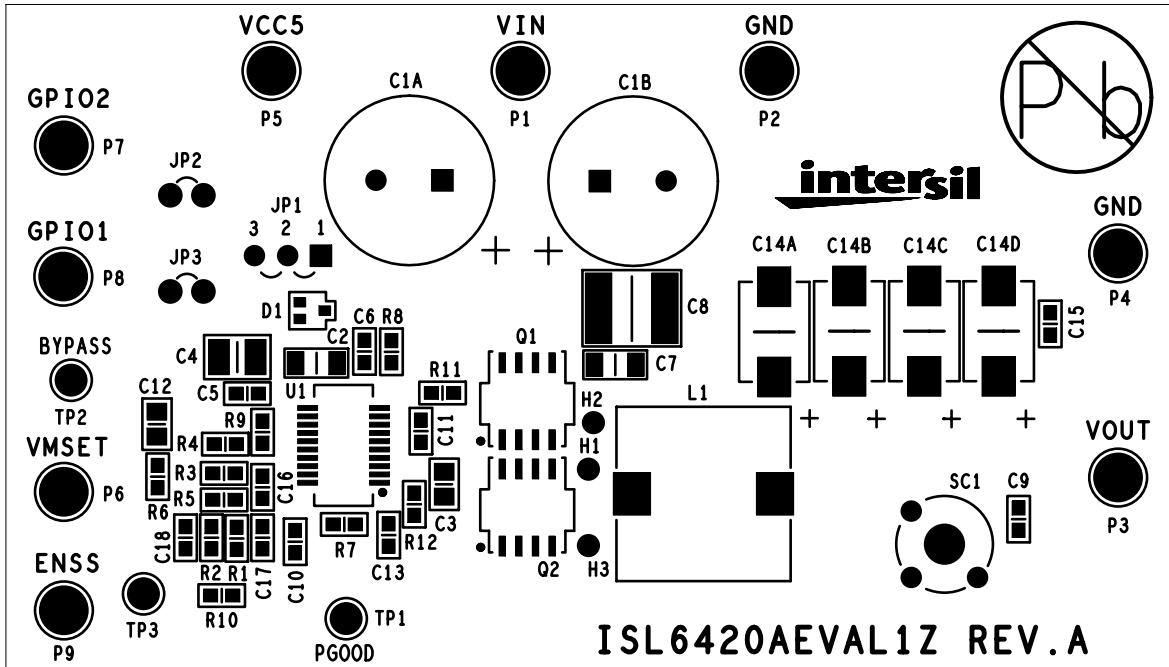 VCC5 VIN GND
C1A C1B Pb
P5 P1 P2
GPIO2
P7
JP2
intersil
JP1
3 2 1
GND
GPIO1
P8
JP3
C14A C14B C14C C14D
P4
D1
C6 R8
C8
C15
C2
BYPASS
C4
Q1
C7
TP2
C12
C5
U1
R11
L1
H2
R9
C11
VMSET
R4
H1
VOUT
P6
R3
C16
SC1 C9
R5
R6
C3
P3
C18
R7
R12
ENSS
R2 R1 C17 C10
C13
Q2 H3
R10
TP3
TP1
P9
PGOOD
ISL6420AEVAL1Z REV.A